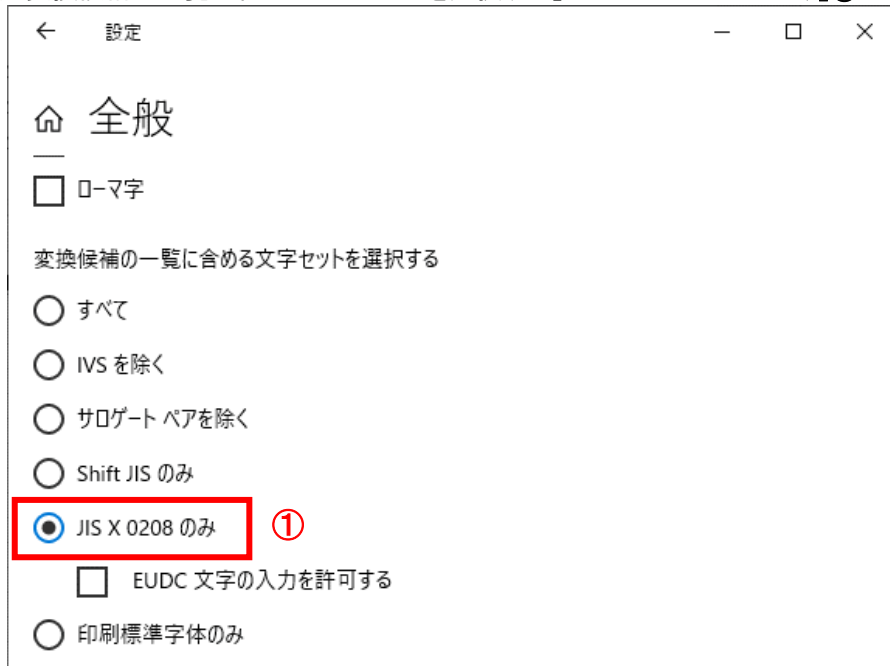 設定
全般
ローマ字
変換候補の一覧に含める文字セットを選択する
すべて
IVS を除く
サロゲート ペアを除く
Shift JIS のみ
JIS X 0208 のみ ①
EUDC 文字の入力を許可する
印刷標準字体のみ